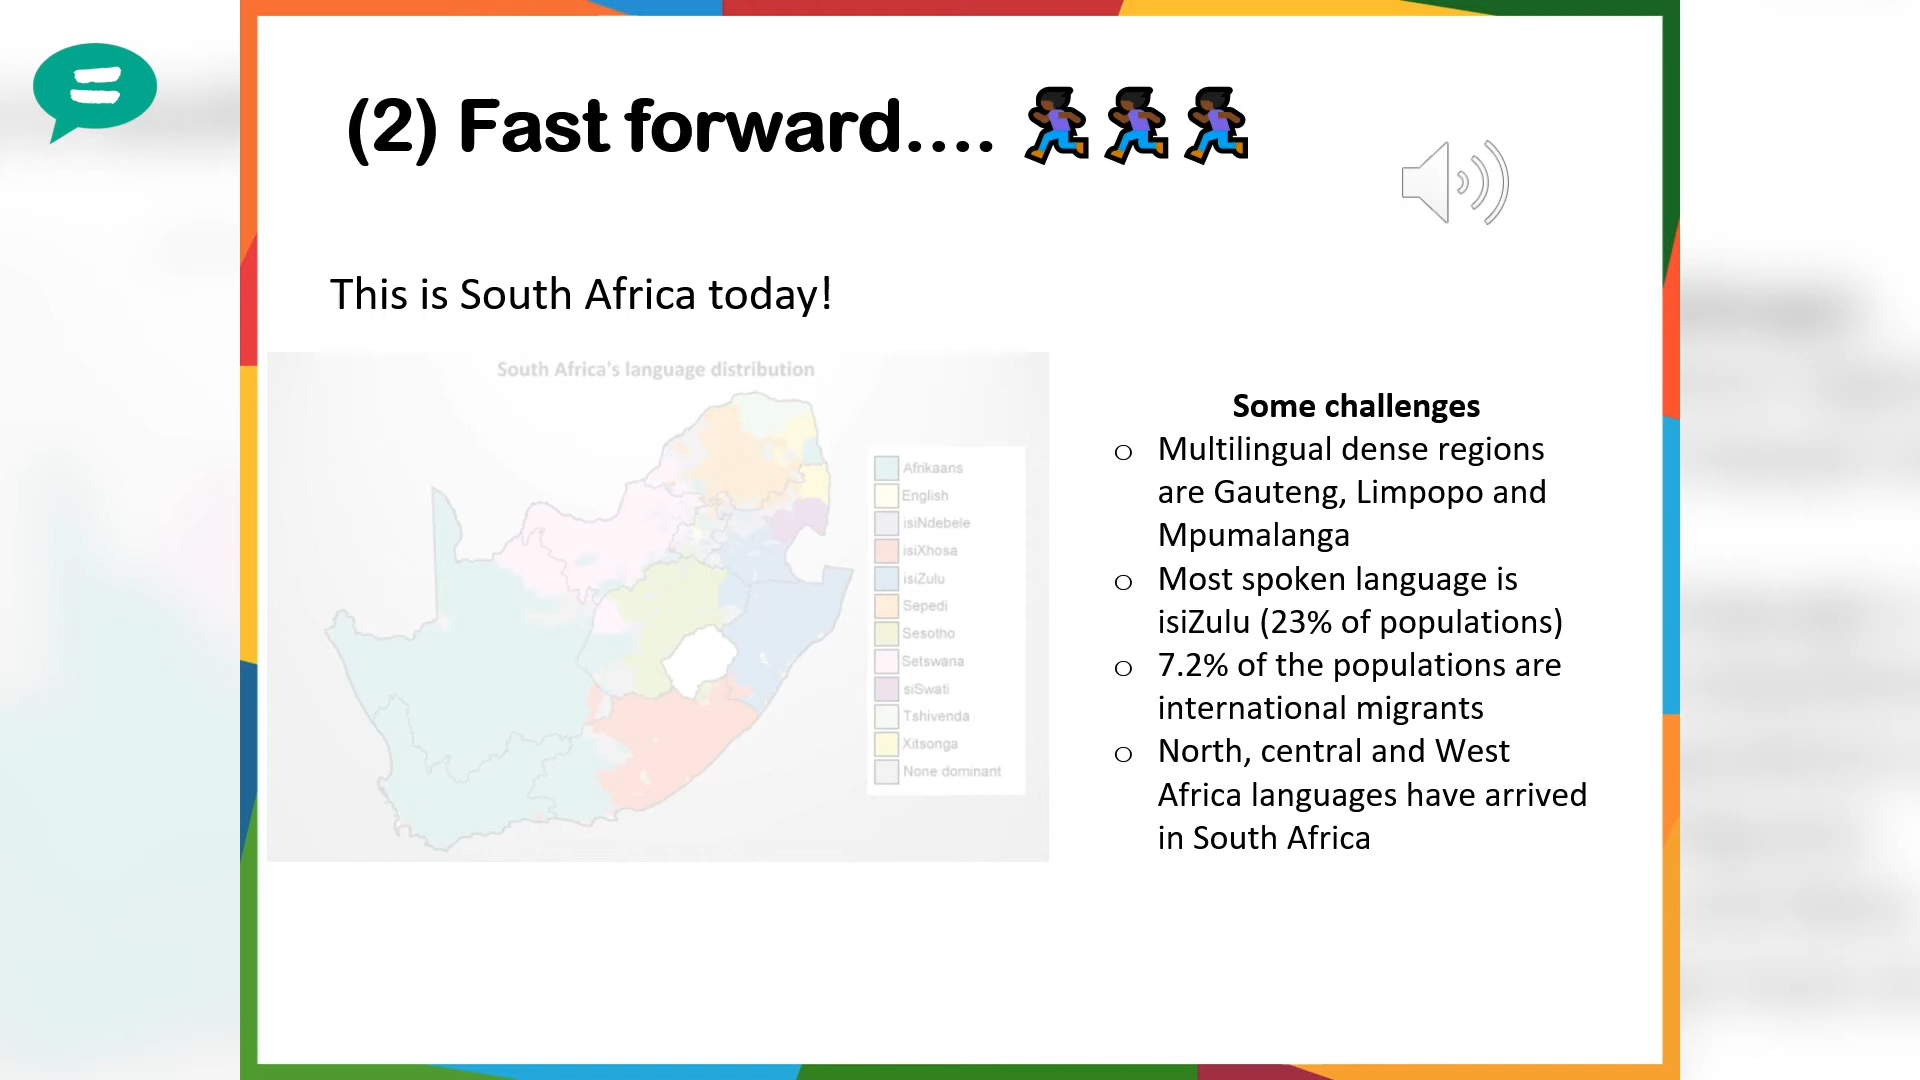 (2) Fast forward....
This is South Africa today!
South Africa's language distribution
Afrikaans
English
isiNdebele
isiXhosa
isiZulu
Sepedi
Sesotho
Setswana
siSwati
Tshivenda
Xitsonga
None dominant
Some challenges
o Multilingual dense regions
are Gauteng, Limpopo and
Mpumalanga
o Most spoken language is
isiZulu (23% of populations)
o 7.2% of the populations are
international migrants
o North, central and West
Africa languages have arrived
in South Africa